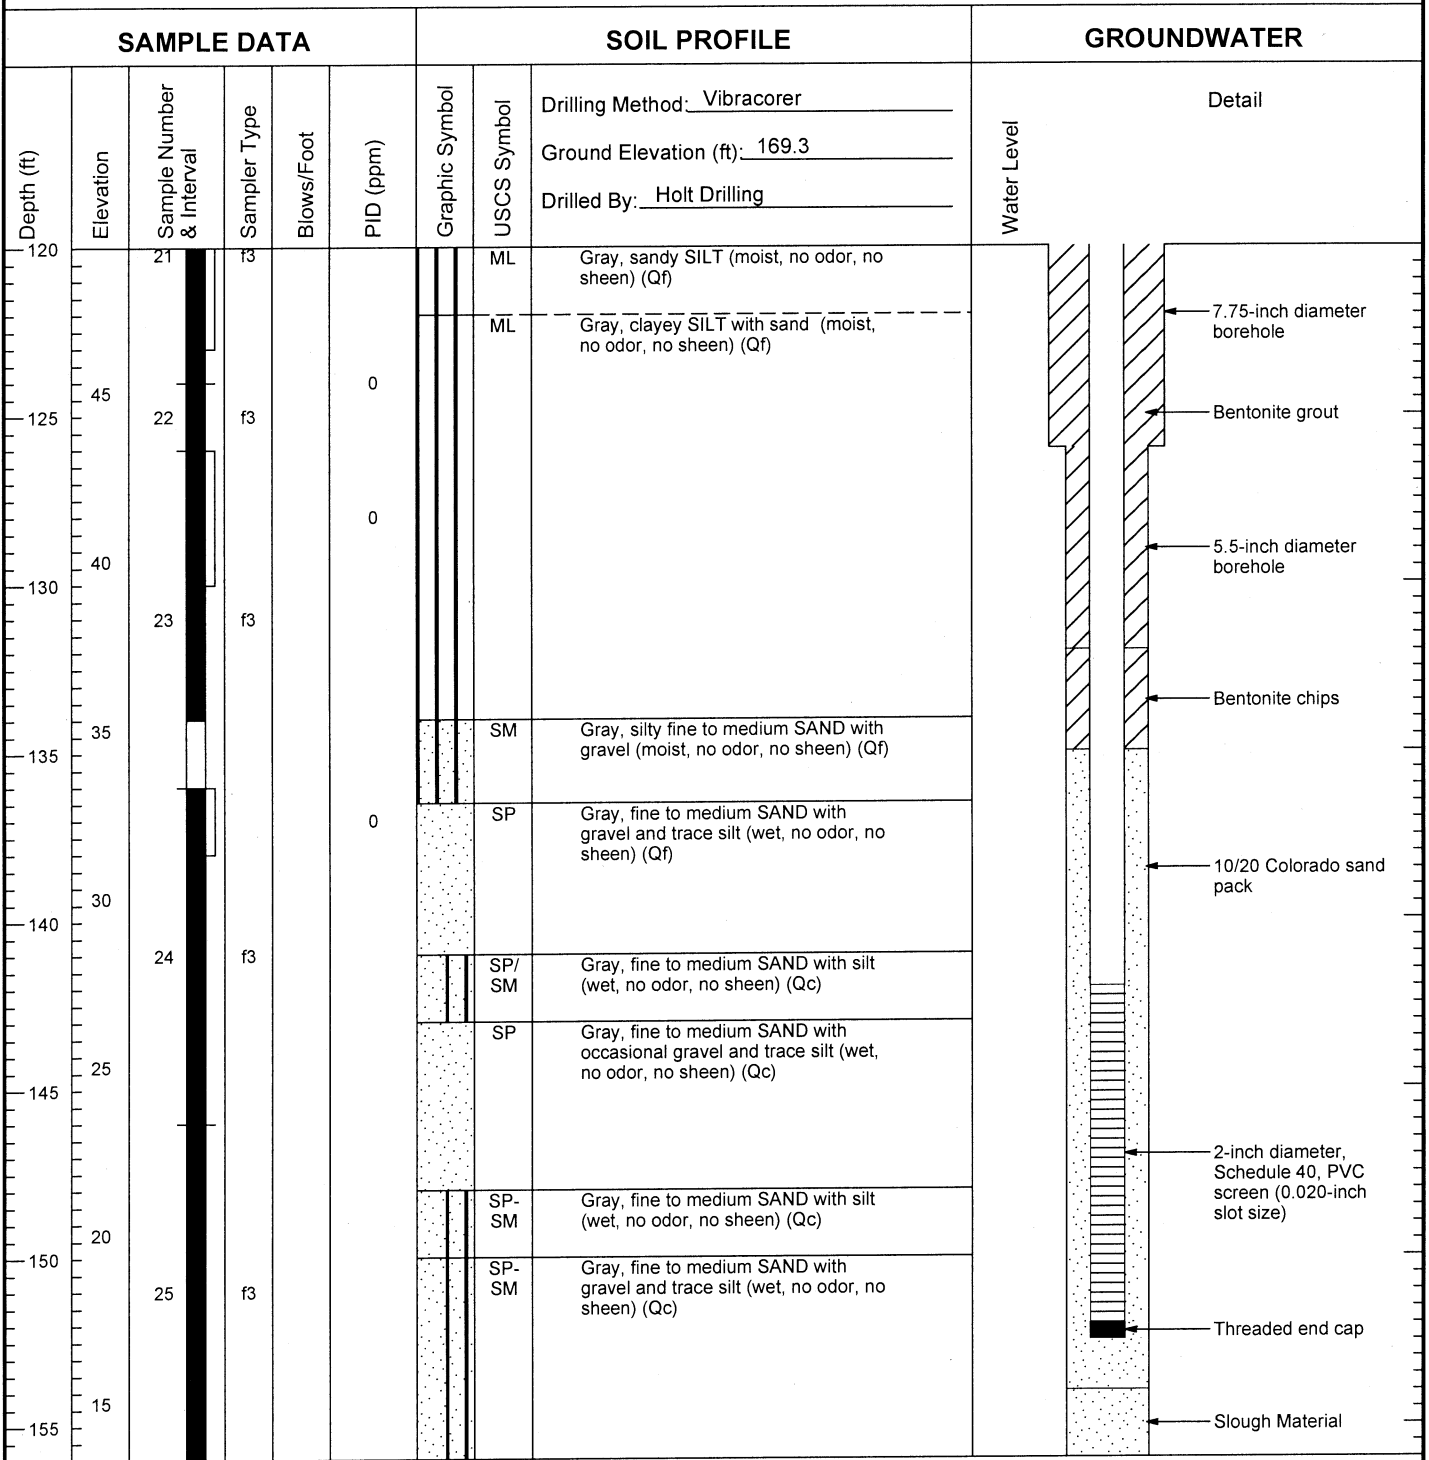 SAMPLE DATA
SOIL PROFILE
GROUNDWATER
Depth (ft)
Elevation
Sample Number
& Interval
Sampler Type
Blows/Foot
PID (ppm)
Graphic Symbol
USCS Symbol
Drilling Method: Vibracorer
Ground Elevation (ft): 169.3
Drilled By: Holt Drilling
Water Level
Detail
120
21
f3
ML
Gray, sandy SILT (moist, no odor, no
sheen) (Qf)
ML
Gray, clayey SILT with sand (moist,
no odor, no sheen) (Qf)
7.75-inch diameter
borehole
0
45
125
22
f3
Bentonite grout
0
40
5.5-inch diameter
borehole
130
23
f3
Bentonite chips
35
SM
Gray, silty fine to medium SAND with
gravel (moist, no odor, no sheen) (Qf)
135
0
SP
Gray, fine to medium SAND with
gravel and trace silt (wet, no odor, no
sheen) (Qf)
10/20 Colorado sand
pack
30
140
24
f3
SP/
SM
Gray, fine to medium SAND with silt
(wet, no odor, no sheen) (Qc)
SP
Gray, fine to medium SAND with
occasional gravel and trace silt (wet,
no odor, no sheen) (Qc)
25
145
2-inch diameter,
Schedule 40, PVC
screen (0.020-inch
slot size)
SP-
SM
Gray, fine to medium SAND with silt
(wet, no odor, no sheen) (Qc)
20
150
SP-
SM
Gray, fine to medium SAND with
gravel and trace silt (wet, no odor, no
sheen) (Qc)
25
f3
Threaded end cap
15
155
Slough Material